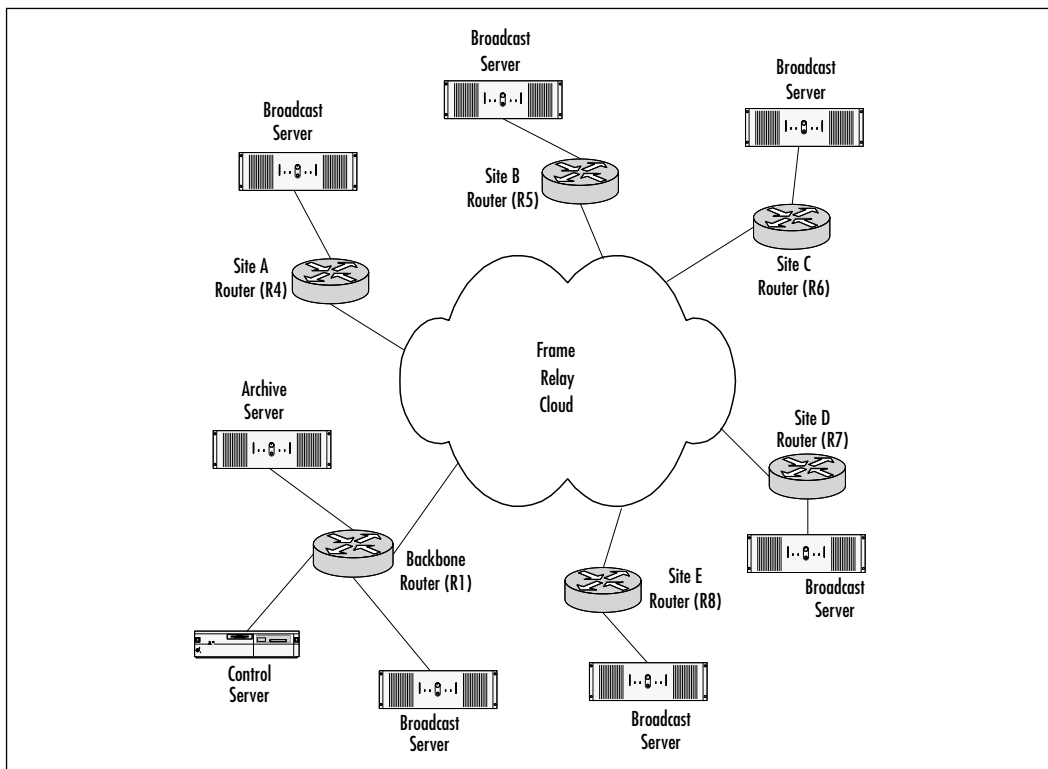 Broadcast
Server
Broadcast
Server
Broadcast
Server
Site B
Router (R5)
Site A
Router (R4)
Site C
Router (R6)
Frame
Relay
Cloud
Archive
Server
Site D
Router (R7)
Backbone
Router (R1)
Site E
Router (R8)
Broadcast
Server
Control
Server
Broadcast
Server
Broadcast
Server